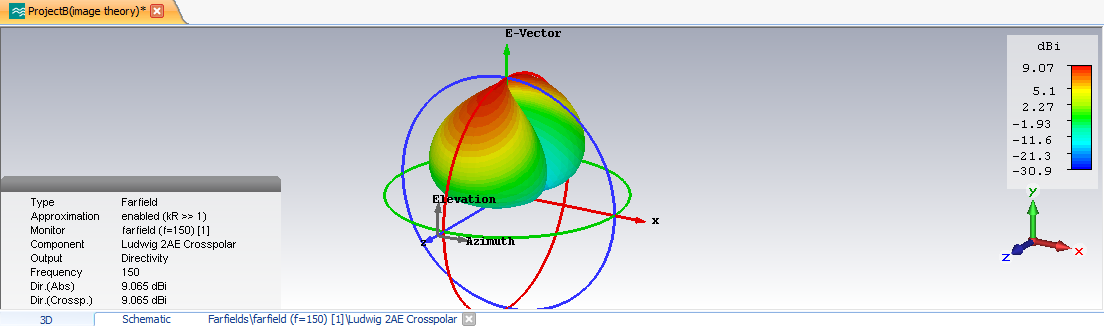 ProjectB(image theory)*
E-Vector
dBi
9.07
5.1
2.27
-1.93
-11.6
-21.3
-30.9
Elevation
x
z
Azimuth
y
z
x
Type Farfield
Approximation enabled (kR >> 1)
Monitor farfield (f=150) [1]
Component Ludwig 2AE Crosspolar
Output Directivity
Frequency 150
Dir.(Abs) 9.065 dBi
Dir.(Crossp.) 9.065 dBi
3D Schematic Farfields\farfield (f=150) [1]\Ludwig 2AE Crosspolar